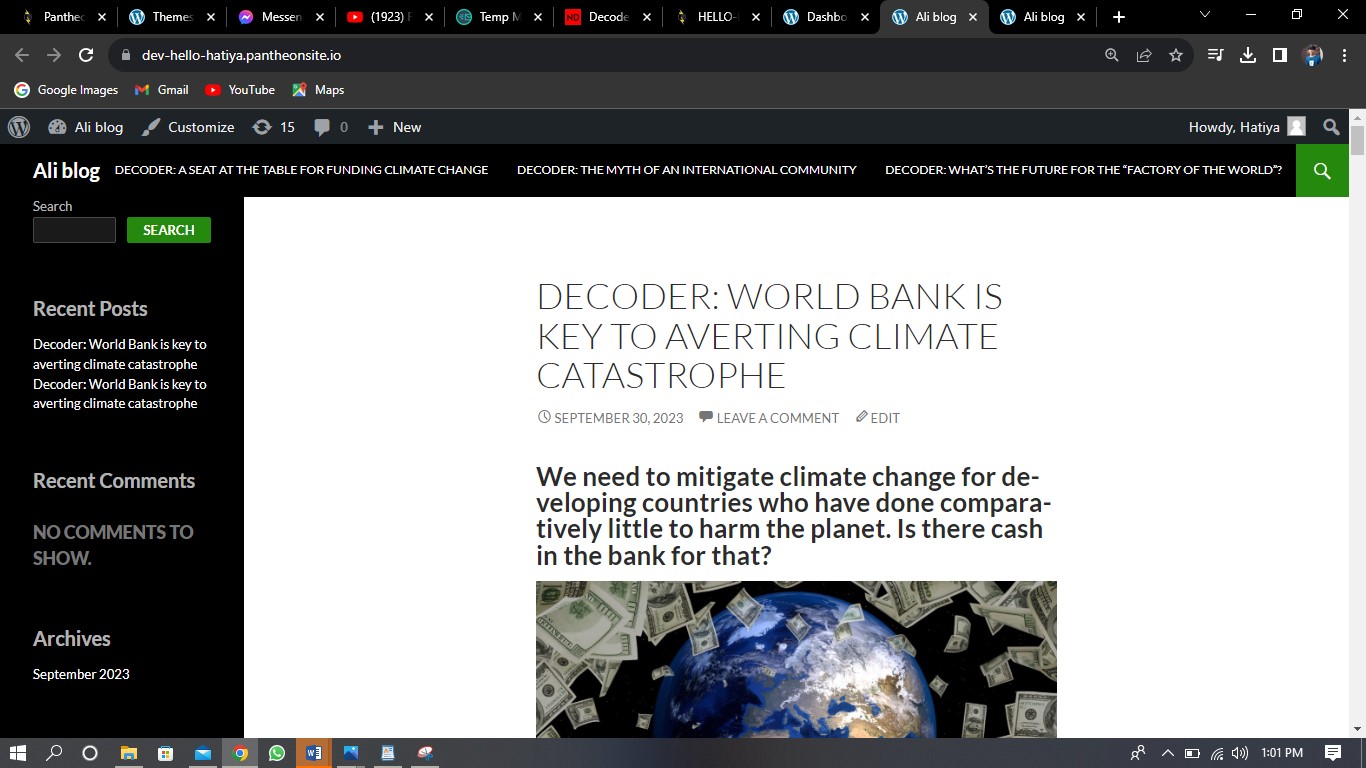 Pantheo
Themes
Messen
(1923) F
Temp M
Decode
HELLO-
Dashbo
Ali blog
Ali blog
dev-hello-hatiya.pantheonsite.io
Google Images
Gmail
YouTube
Maps
Ali blog
Customize
15
0
New
Howdy, Hatiya
Ali blog
DECODER: A SEAT AT THE TABLE FOR FUNDING CLIMATE CHANGE
DECODER: THE MYTH OF AN INTERNATIONAL COMMUNITY
DECODER: WHAT’S THE FUTURE FOR THE “FACTORY OF THE WORLD”?
Search
SEARCH
Recent Posts
Decoder: World Bank is key to
averting climate catastrophe
Decoder: World Bank is key to
averting climate catastrophe
Recent Comments
NO COMMENTS TO
SHOW.
Archives
September 2023
DECODER: WORLD BANK IS
KEY TO AVERTING CLIMATE
CATASTROPHE
SEPTEMBER 30, 2023
LEAVE A COMMENT
EDIT
We need to mitigate climate change for de-
veloping countries who have done compara-
tively little to harm the planet. Is there cash
in the bank for that?
1:01 PM